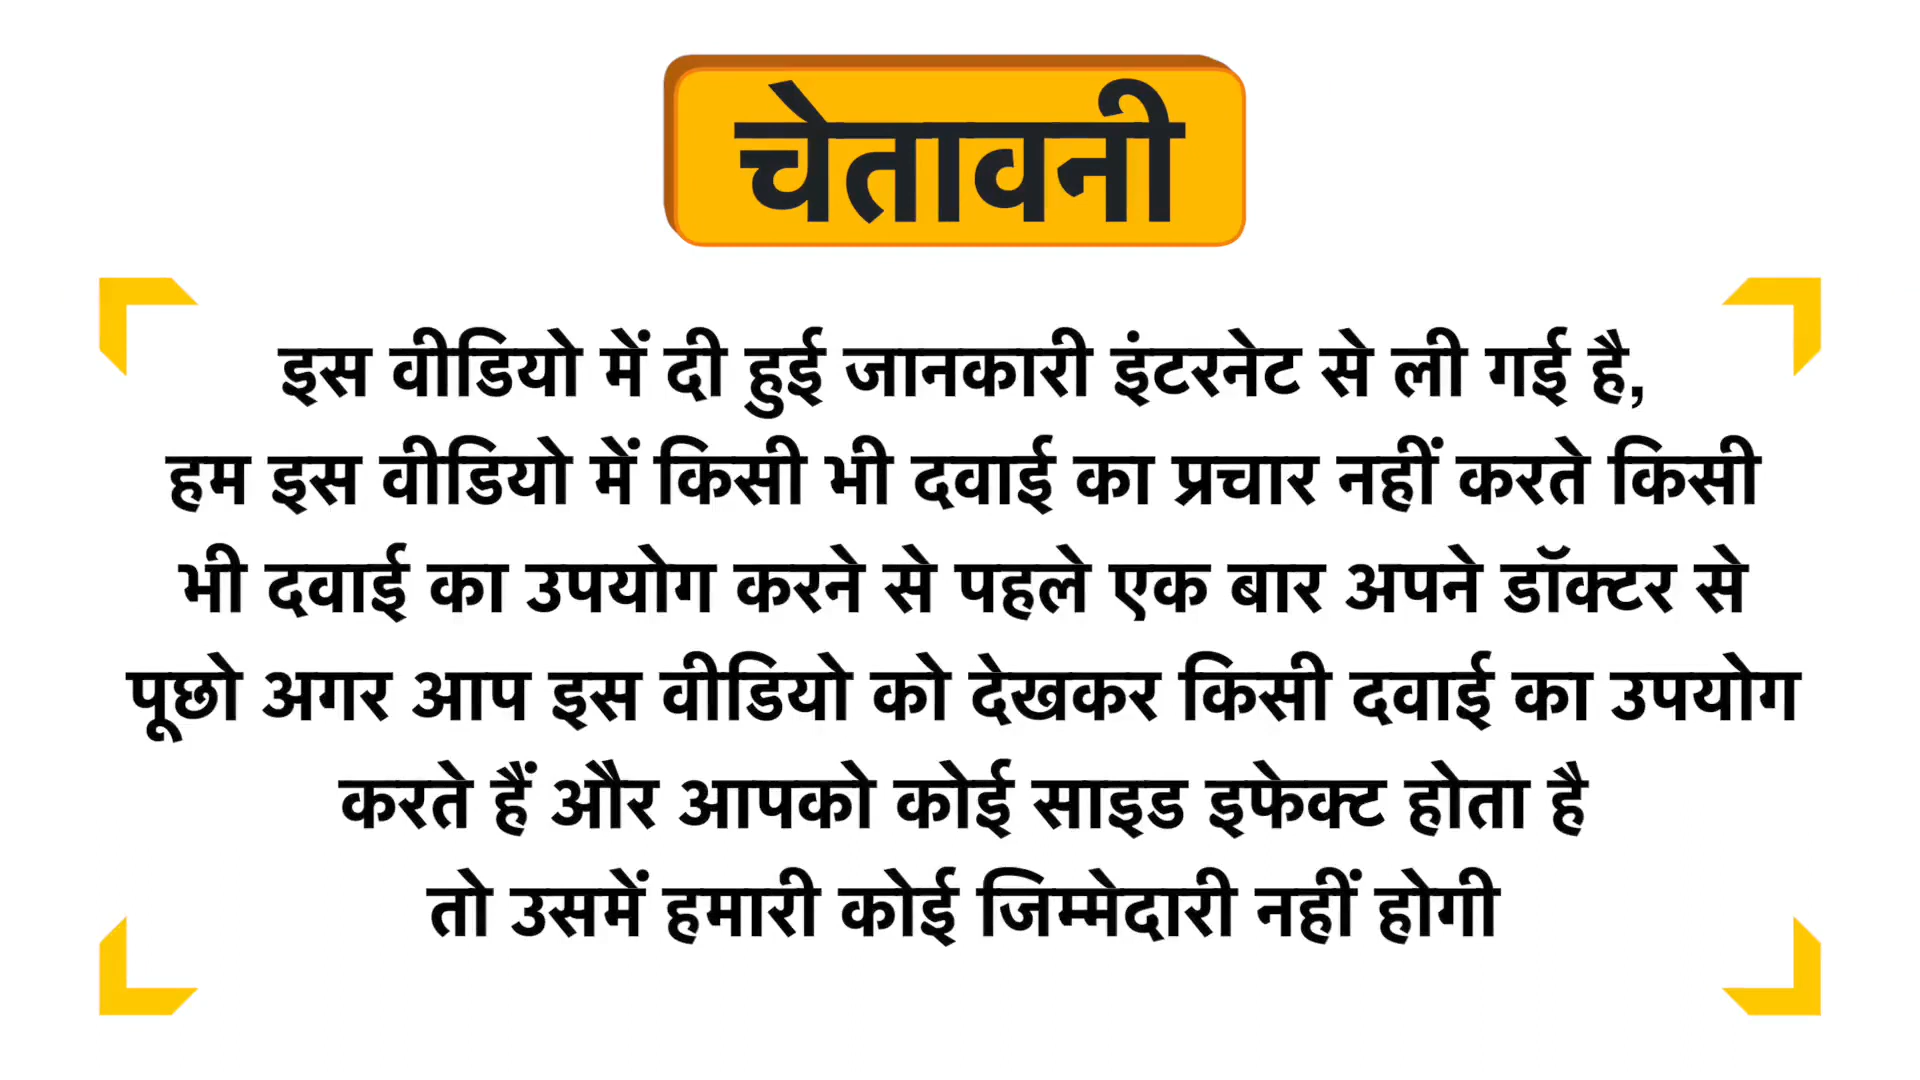 चेतावनी
इस वीडियो में दी हुई जानकारी इंटरनेट से ली गई है,
हम इस वीडियो में किसी भी दवाई का प्रचार नहीं करते किसी
भी दवाई का उपयोग करने से पहले एक बार अपने डॉक्टर से
पूछो अगर आप इस वीडियो को देखकर किसी दवाई का उपयोग
करते हैं और आपको कोई साइड इफेक्ट होता है
तो उसमें हमारी कोई जिम्मेदारी नहीं होगी